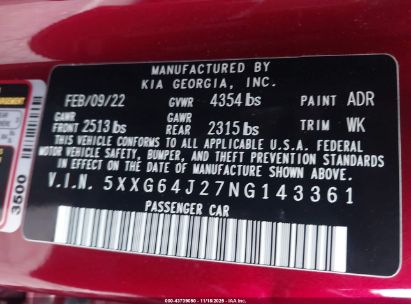 MANUFACTURED BY
KIA GEORGIA, INC.
FEB/09/22 GVWR 4354 lbs PAINT ADR
GAWR FRONT 2513 lbs GAWR REAR 2315 lbs TRIM WK
THIS VEHICLE CONFORMS TO ALL APPLICABLE U.S.A. FEDERAL
MOTOR VEHICLE SAFETY, BUMPER, AND THEFT PREVENTION STANDARDS
IN EFFECT ON THE DATE OF MANUFACTURE SHOWN ABOVE.
V.I.N. 5XXG64J27NG143361
PASSENGER CAR
3500